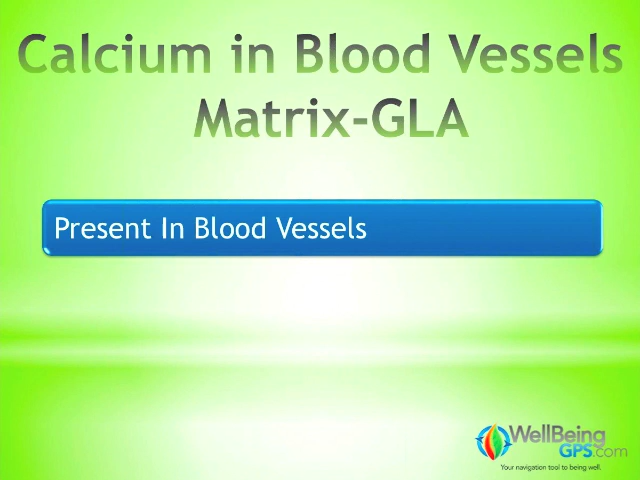 Calcium in Blood Vessels
Matrix-GLA
Present In Blood Vessels
WellBeing
GPS.com
Your navigation tool to being well.